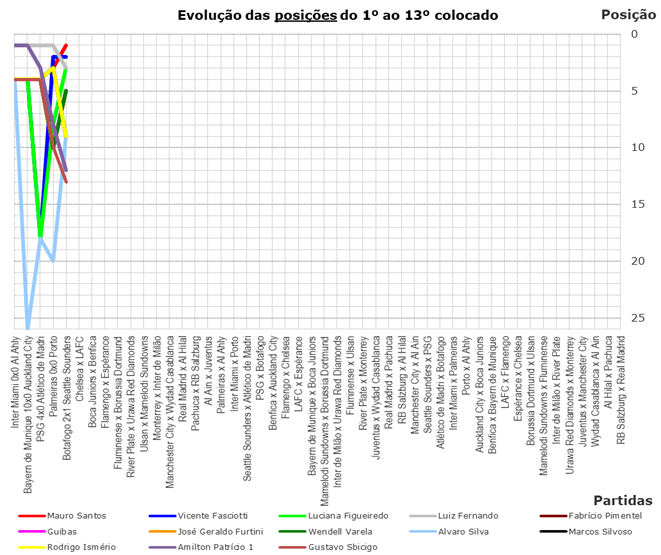 Evolução das posições do 1º ao 13º colocado
Posição
0
5
10
15
20
25
Inter Miami 0x0 Al Ahly
Bayern de Munique 10x0 Auckland City
PSG 4x0 Atlético de Madri
Palmeiras 0x0 Porto
Botafogo 2x1 Seattle Sounders
Chelsea x LAFC
Boca Juniors x Benfica
Flamengo x Espérance
Fluminense x Borussia Dortmund
River Plate x Urawa Red Diamonds
Ulsan x Mamelodi Sundowns
Monterrey x Inter de Milão
Manchester City x Wydad Casablanca
Real Madrid x Al Hilal
Pachuca x RB Salzburg
Al Ain x Juventus
Palmeiras x Al Ahly
Inter Miami x Porto
Seattle Sounders x Atlético de Madri
PSG x Botafogo
Benfica x Auckland City
Flamengo x Chelsea
LAFC x Espérance
Bayern de Munique x Boca Juniors
Mamelodi Sundowns x Borussia Dortmund
Inter de Milão x Urawa Red Diamonds
Fluminense x Ulsan
River Plate x Monterrey
Juventus x Wydad Casablanca
Real Madrid x Pachuca
RB Salzburg x Al Hilal
Manchester City x Al Ain
Seattle Sounders x PSG
Atlético de Madri x Botafogo
Inter Miami x Palmeiras
Porto x Al Ahly
Auckland City x Boca Juniors
Benfica x Bayern de Munique
LAFC x Flamengo
Espérance x Chelsea
Borussia Dortmund x Ulsan
Mamelodi Sundowns x Fluminense
Inter de Milão x River Plate
Urawa Red Diamonds x Monterrey
Juventus x Manchester City
Wydad Casablanca x Al Ain
Al Hilal x Pachuca
RB Salzburg x Real Madrid
Partidas
Mauro Santos
Vicente Fasciotti
Luciana Figueiredo
Luiz Fernando
Fabrício Pimentel
Guibas
José Geraldo Furtini
Wendell Varela
Alvaro Silva
Marcos Silvoso
Rodrigo Ismério
Amilton Patrício 1
Gustavo Sbicigo